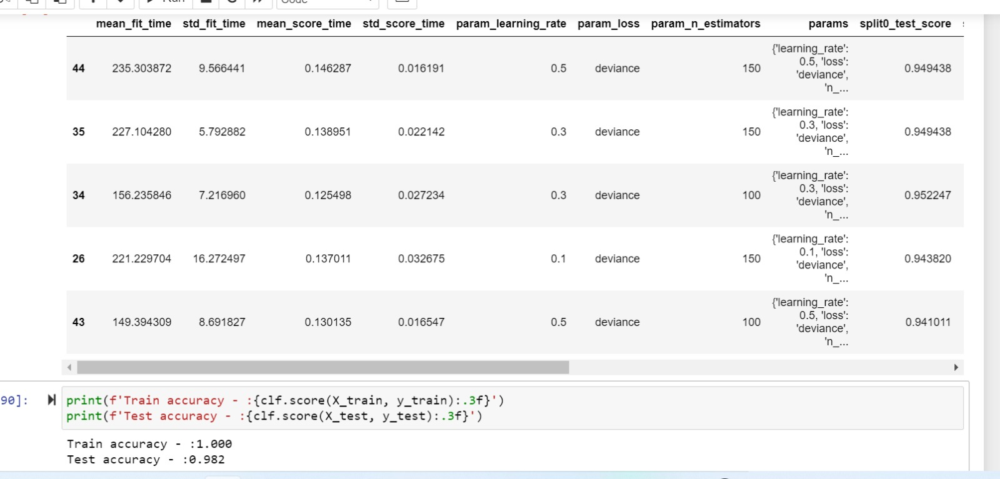 mean_fit_time std_fit_time mean_score_time std_score_time param_learning_rate param_loss param_n_estimators params split0_test_score
44 235.303872 9.566441 0.146287 0.016191 0.5 deviance 150 {'learning_rate': 0.5, 'loss': 'deviance', 'n_... 0.949438
35 227.104280 5.792882 0.138951 0.022142 0.3 deviance 150 {'learning_rate': 0.3, 'loss': 'deviance', 'n_... 0.949438
34 156.235846 7.216960 0.125498 0.027234 0.3 deviance 100 {'learning_rate': 0.3, 'loss': 'deviance', 'n_... 0.952247
26 221.229704 16.272497 0.137011 0.032675 0.1 deviance 150 {'learning_rate': 0.1, 'loss': 'deviance', 'n_... 0.943820
43 149.394309 8.691827 0.130135 0.016547 0.5 deviance 100 {'learning_rate': 0.5, 'loss': 'deviance', 'n_... 0.941011
90]: print(f'Train accuracy - :{clf.score(X_train, y_train):.3f}')
print(f'Test accuracy - :{clf.score(X_test, y_test):.3f}')
Train accuracy - :1.000
Test accuracy - :0.982